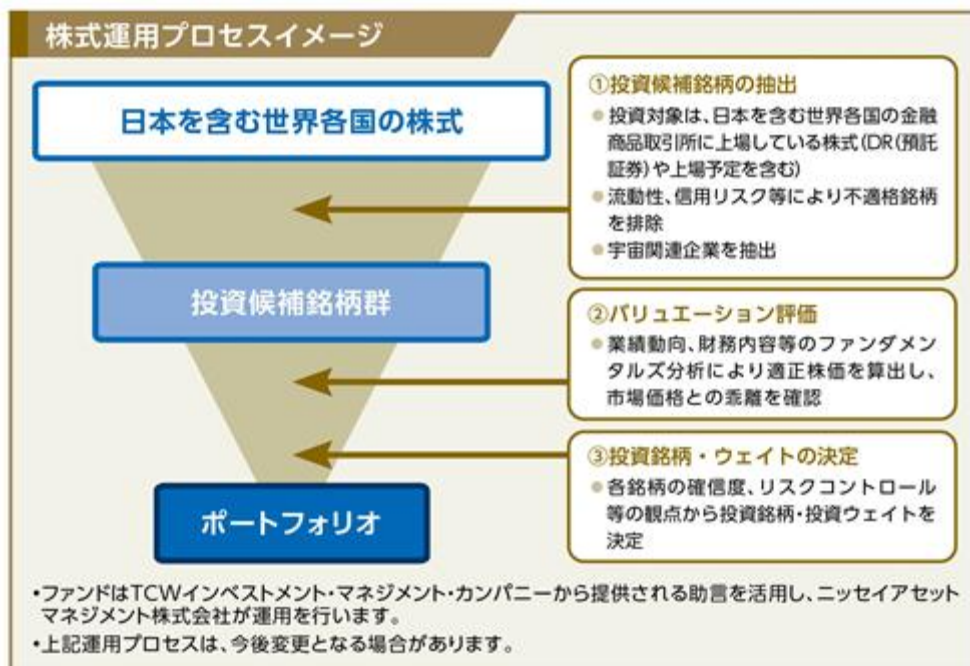 株式運用プロセスイメージ
日本を含む世界各国の株式
①投資候補銘柄の抽出
●投資対象は、日本を含む世界各国の金融
商品取引所に上場している株式(DR(預託
証券)や上場予定を含む)
●流動性、信用リスク等により不適格銘柄
を排除
●宇宙関連企業を抽出
投資候補銘柄群
②バリュエーション評価
●業績動向、財務内容等のファンダメン
タルズ分析により適正株価を算出し、
市場価格との乖離を確認
③投資銘柄・ウェイトの決定
●各銘柄の確信度、リスクコントロール
等の観点から投資銘柄・投資ウェイトを
決定
ポートフォリオ
•ファンドはTCWインベストメント・マネジメント・カンパニーから提供される助言を活用し、ニッセイアセット
マネジメント株式会社が運用を行います。
•上記運用プロセスは、今後変更となる場合があります。